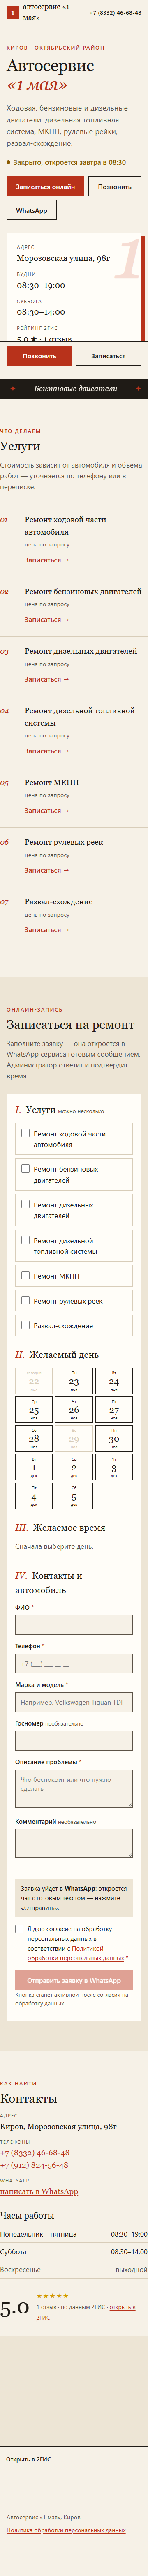 1
автосервис «1 мая»
+7 (8332) 46-68-48
КИРОВ · ОКТЯБРЬСКИЙ РАЙОН
Автосервис
«1 мая»
Ходовая, бензиновые и дизельные
двигатели, дизельная топливная
система, МКПП, рулевые рейки,
развал-схождение.
Закрыто, откроется завтра в 08:30
Записаться онлайн
Позвонить
WhatsApp
1
АДРЕС
Морозовская улица, 98г
БУДНИ
08:30–19:00
СУББОТА
08:30–14:00
РЕЙТИНГ 2ГИС
5.0 ★ · 1 отзыв
Позвонить
Записаться
Бензиновые двигатели
ЧТО ДЕЛАЕМ
Услуги
Стоимость зависит от автомобиля и объёма
работ — уточняется по телефону или в
переписке.
01
Ремонт ходовой части
автомобиля
цена по запросу
Записаться →
02
Ремонт бензиновых двигателей
цена по запросу
Записаться →
03
Ремонт дизельных двигателей
цена по запросу
Записаться →
04
Ремонт дизельной топливной
системы
цена по запросу
Записаться →
05
Ремонт МКПП
цена по запросу
Записаться →
06
Ремонт рулевых реек
цена по запросу
Записаться →
07
Развал-схождение
цена по запросу
Записаться →
ОНЛАЙН-ЗАПИСЬ
Записаться на ремонт
Заполните заявку — она откроется в
WhatsApp сервиса готовым сообщением.
Администратор ответит и подтвердит
время.
I. Услуги можно несколько
Ремонт ходовой части
автомобиля
Ремонт бензиновых
двигателей
Ремонт дизельных
двигателей
Ремонт дизельной
топливной системы
Ремонт МКПП
Ремонт рулевых реек
Развал-схождение
II. Желаемый день
22
Пн
23
ноя
Вт
24
ноя
Ср
25
ноя
Чт
26
ноя
Пт
27
ноя
Сб
28
ноя
Вс
29
ноя
Пн
30
ноя
Вт
1
дек
Ср
2
дек
Чт
3
дек
Пт
4
дек
Сб
5
дек
III. Желаемое время
Сначала выберите день.
IV. Контакты и
автомобиль
ФИО *
Телефон *
+7 (___) ___-__-__
Марка и модель *
Например, Volkswagen Tiguan TDI
Госномер необязательно
Описание проблемы *
Что беспокоит или что нужно
сделать
Комментарий необязательно
Заявка уйдёт в WhatsApp: откроется
чат с готовым текстом — нажмите
«Отправить».
Я даю согласие на обработку
персональных данных в
соответствии с Политикой
обработки персональных данных *
Отправить заявку в WhatsApp
Кнопка станет активной после согласия на
обработку данных.
КАК НАЙТИ
Контакты
АДРЕС
Киров, Морозовская улица, 98г
ТЕЛЕФОНЫ
+7 (8332) 46-68-48
+7 (912) 824-56-48
WHATSAPP
написать в WhatsApp
Часы работы
Понедельник – пятница 08:30–19:00
Суббота 08:30–14:00
Воскресенье выходной
5.0
★★★★★
1 отзыв · по данным 2ГИС · открыть в
2ГИС
Открыть в 2ГИС
Автосервис «1 мая», Киров
Политика обработки персональных данных